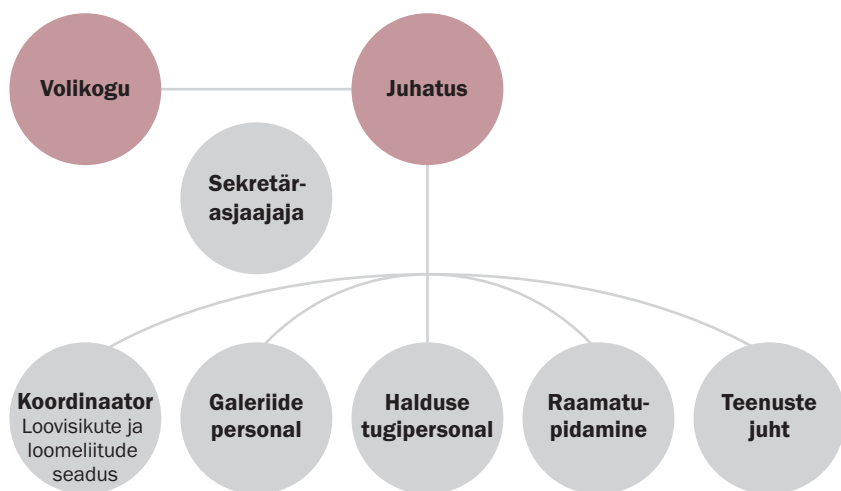 Volikogu
Juhatus
Sekretär-
asjaajaja
Koordinaator
Loovisikute ja
loomeliitude
seadus
Galeriide
personal
Halduse
tugipersonal
Raamatu-
pidamine
Teenuste
juht